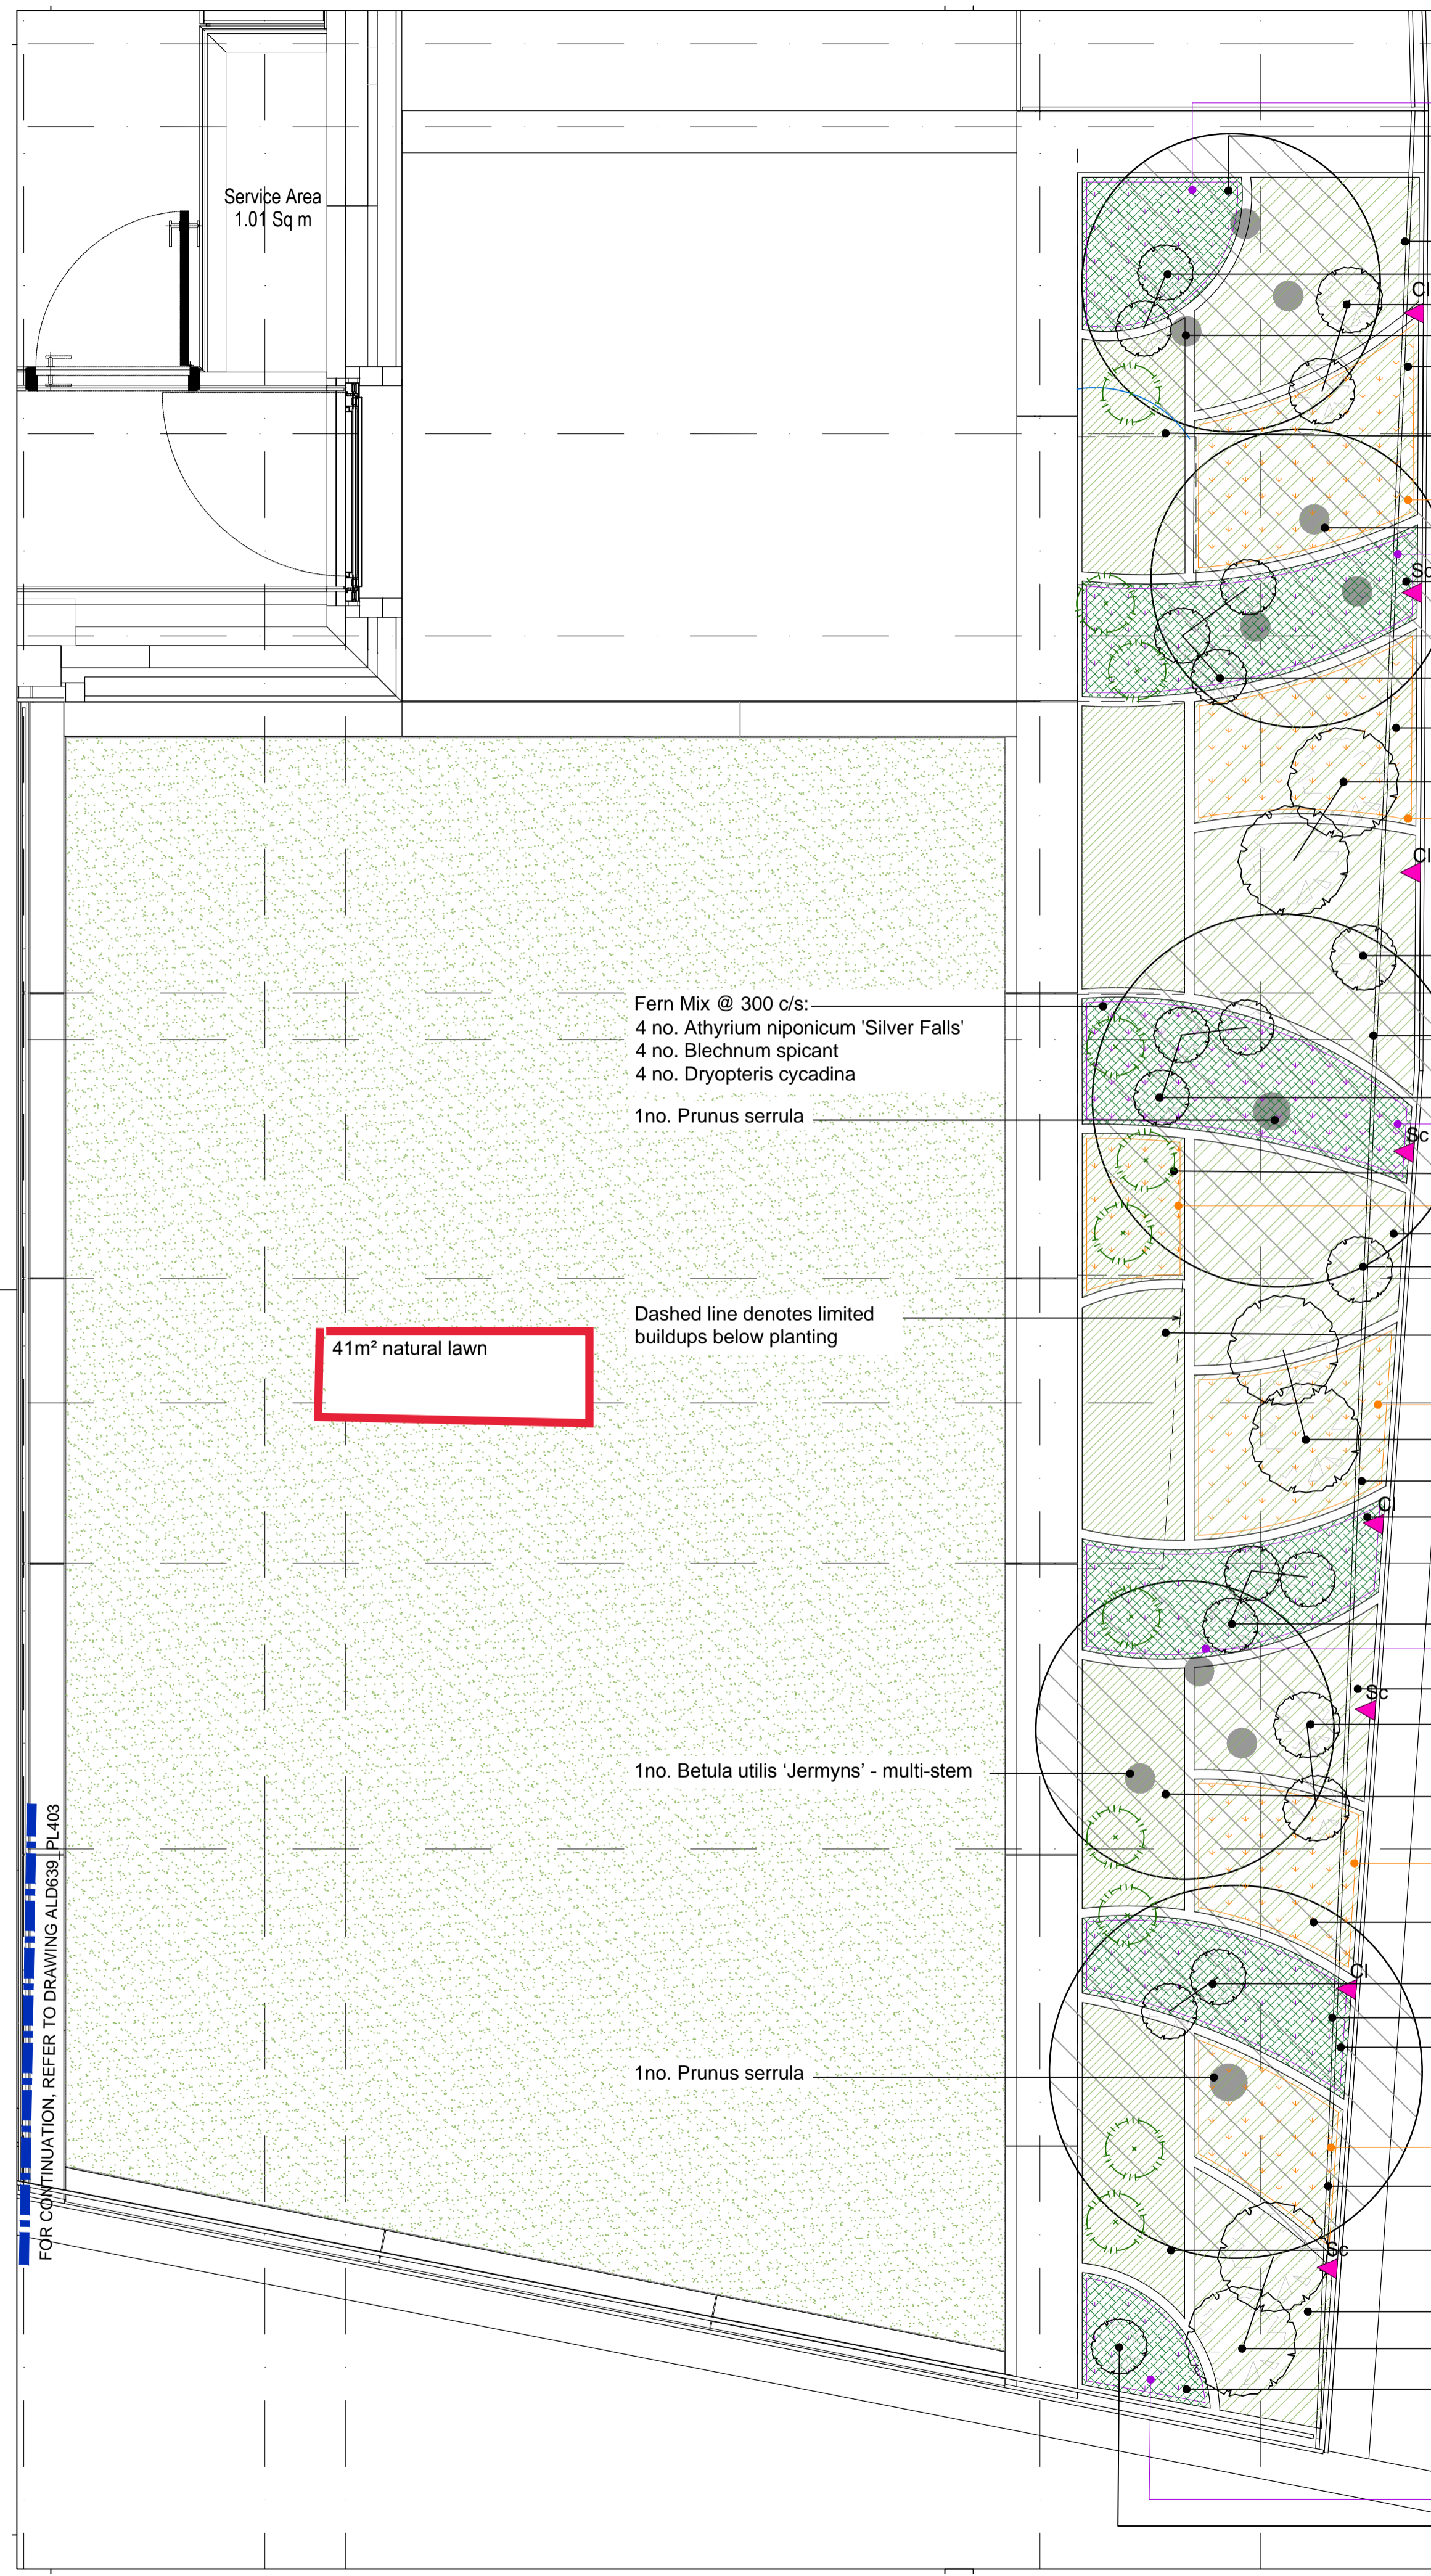 Service Area
1.01 Sq m
Cl
Sc
Cl
Fern Mix @ 300 c/s:
4 no. Athyrium niponicum 'Silver Falls'
4 no. Blechnum spicant
4 no. Dryopteris cycadina
1no. Prunus serrula
Sc
Dashed line denotes limited
buildups below planting
41m² natural lawn
Cl
Sc
1no. Betula utilis ‘Jermyns’ - multi-stem
FOR CONTINUATION, REFER TO DRAWING ALD639_PL403
Cl
1no. Prunus serrula
Sc